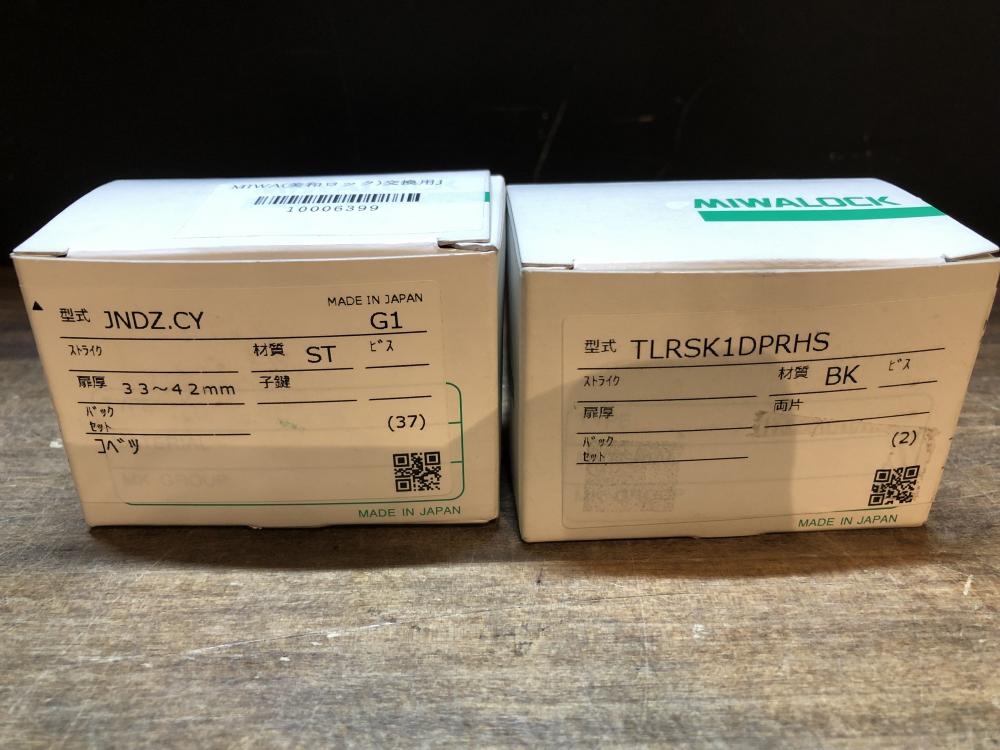 MIWA(美和ロック)交換用J
10006399
MADE IN JAPAN
型式 JNDZ.CY G1
ストライク 材質 ST ビス
扉厚 33~42mm 子鍵
バック
セット (37)
コベツ
MADE IN JAPAN
MIWALOCK
型式 TLRSK1DPRHS
ストライク 材質 BK ビス
扉厚 両片
バック
セット (2)
MADE IN JAPAN